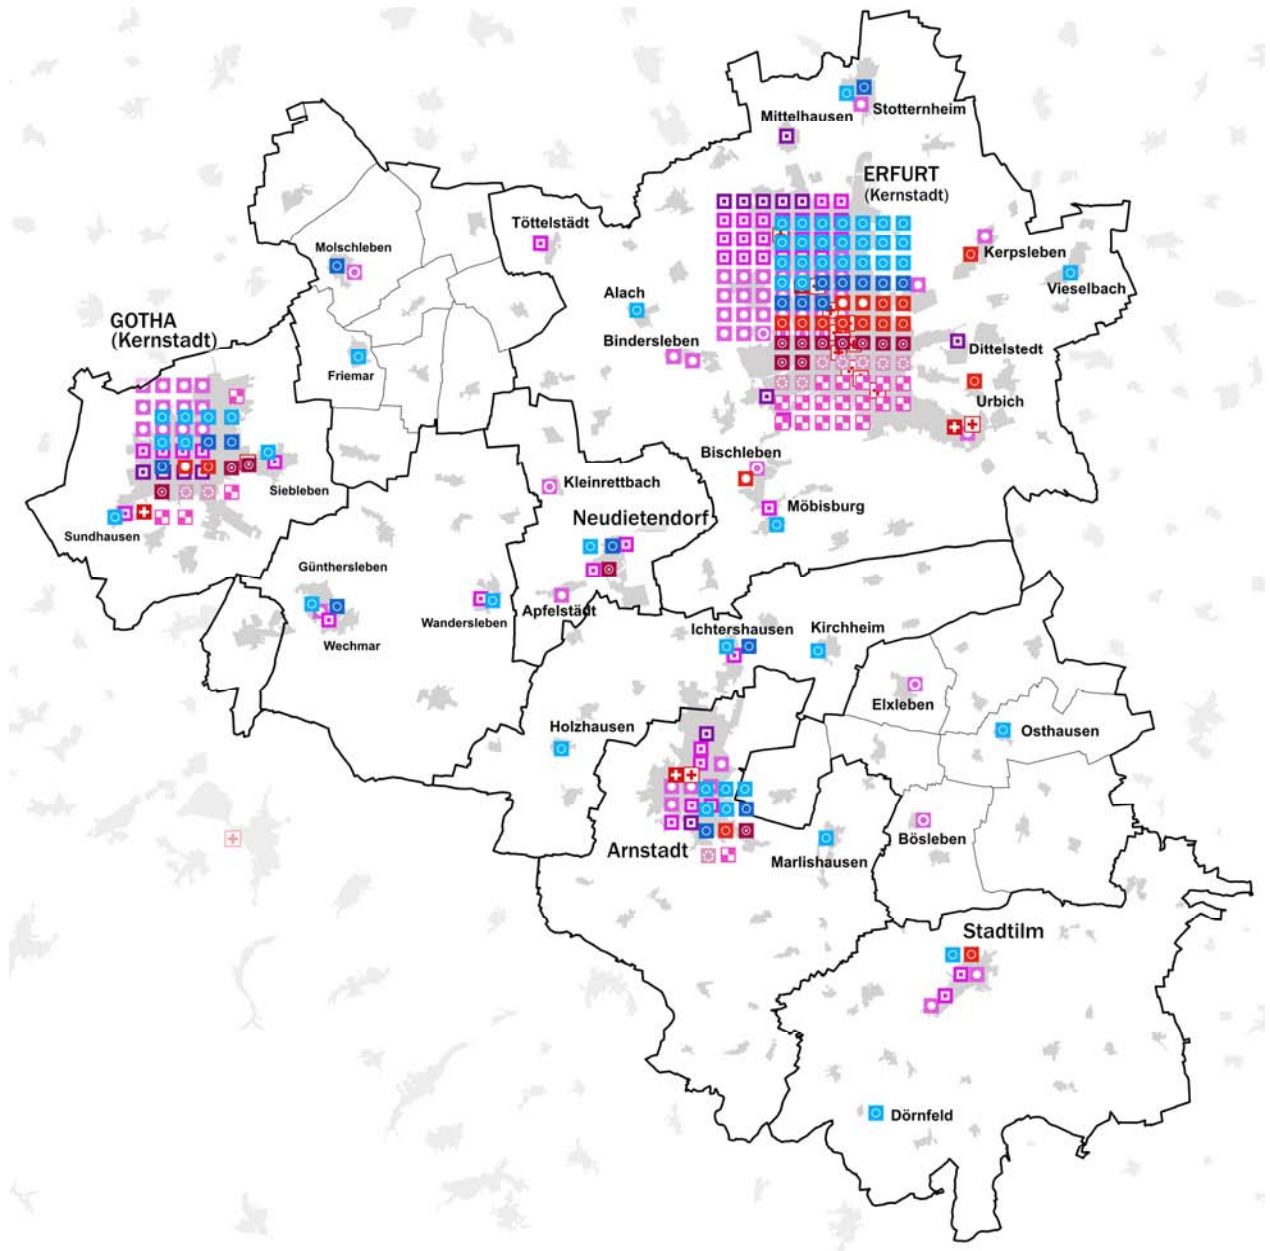 Stotternheim
Mittelhausen
ERFURT
(Kernstadt)
Töttelstädt
Kerpsleben
Molschleben
Vieselbach
Alach
GOTHA
(Kernstadt)
Bindersleben
Dittelstedt
Friemar
Urbich
Bischleben
Kleinrettbach
Siebleben
Möbisburg
Neudietendorf
Sundhausen
Günthersleben
Apfelstädt
Wandersleben
Ichtershausen
Kirchheim
Wechmar
Elxleben
Holzhausen
Osthausen
Bösleben
Arnstadt
Marlishausen
Stadtilm
Dörnfeld